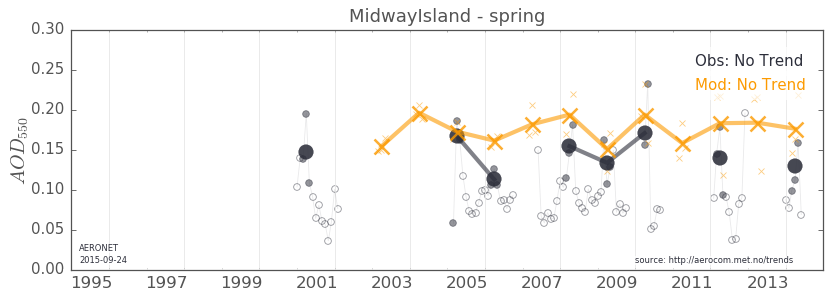 MidwayIsland - spring
0.30
0.25
0.20
0.15
0.10
0.05
0.00
AOD550
Obs: No Trend
Mod: No Trend
AERONET
2015-09-24
source: http://aerocom.met.no/trends
1995 1997 1999 2001 2003 2005 2007 2009 2011 2013